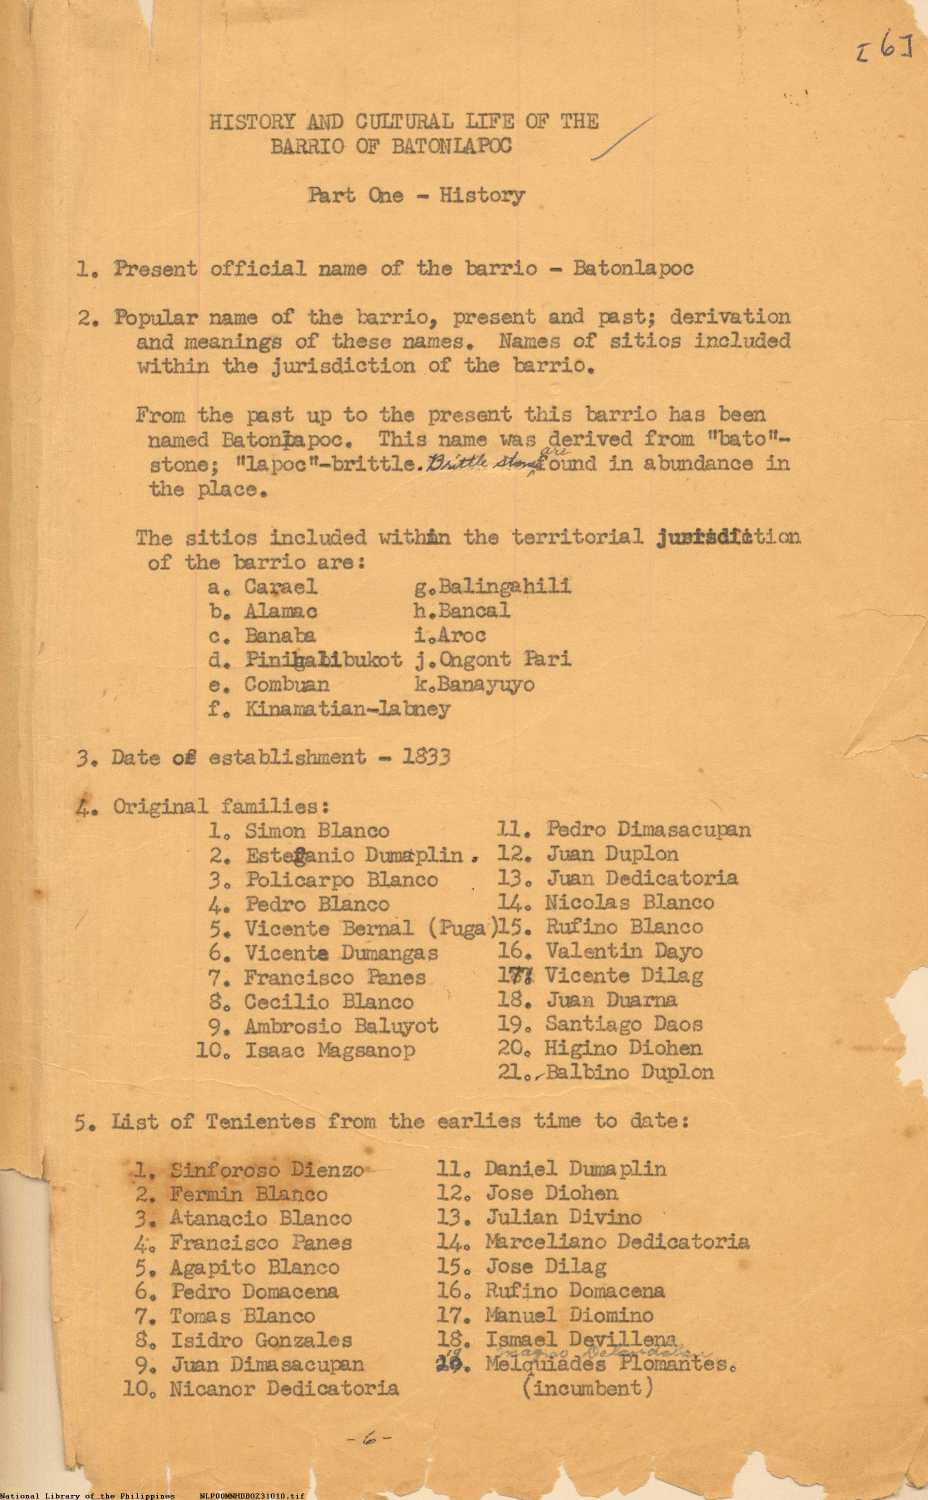 [6]
HISTORY AND CULTURAL LIFE OF THE
BARRIO OF BATONLAPOC
Part One - History
1. Present official name of the barrio - Batonlapoc
2. Popular name of the barrio, present and past; derivation
and meanings of these names. Names of sitios included
within the jurisdiction of the barrio.
From the past up to the present this barrio has been
named Batonlapoc. This name was derived from "bato"-
stone; "lapoc"-brittle. Brittle stones are found in abundance in
the place.
The sitios included within the territorial jurisdiction
of the barrio are:
a. Carael g.Balingahili
b. Alamac h.Bancal
c. Banaba i.Aroc
d. Pinihalibukot j.Ongont Pari
e. Combuan k.Banayuyo
f. Kinamatian-labney
3. Date of establishment - 1833
4. Original families:
1. Simon Blanco 11. Pedro Dimasacupan
2. Estefanio Dumaplin. 12. Juan Duplon
3. Policarpo Blanco 13. Juan Dedicatoria
4. Pedro Blanco 14. Nicolas Blanco
5. Vicente Bernal (Puga)15. Rufino Blanco
6. Vicente Dumangas 16. Valentin Dayo
7. Francisco Panes 17. Vicente Dilag
8. Cecilio Blanco 18. Juan Duarna
9. Ambrosio Baluyot 19. Santiago Daos
10. Isaac Magsanop 20. Higino Diohen
21. Balbino Duplon
5. List of Tenientes from the earlies time to date:
1. Sinforoso Dienzo 11. Daniel Dumaplin
2. Fermin Blanco 12. Jose Diohen
3. Atanacio Blanco 13. Julian Divino
4. Francisco Panes 14. Marceliano Dedicatoria
5. Agapito Blanco 15. Jose Dilag
6. Pedro Domacena 16. Rufino Domacena
7. Tomas Blanco 17. Manuel Diomino
8. Isidro Gonzales 18. Ismael Devillena
19
9. Juan Dimasacupan 20. Melquiades Plomantes.
10. Nicanor Dedicatoria (incumbent)
-6-
National Library of the Philippines NLPOOMNHDB0Z31010.tif